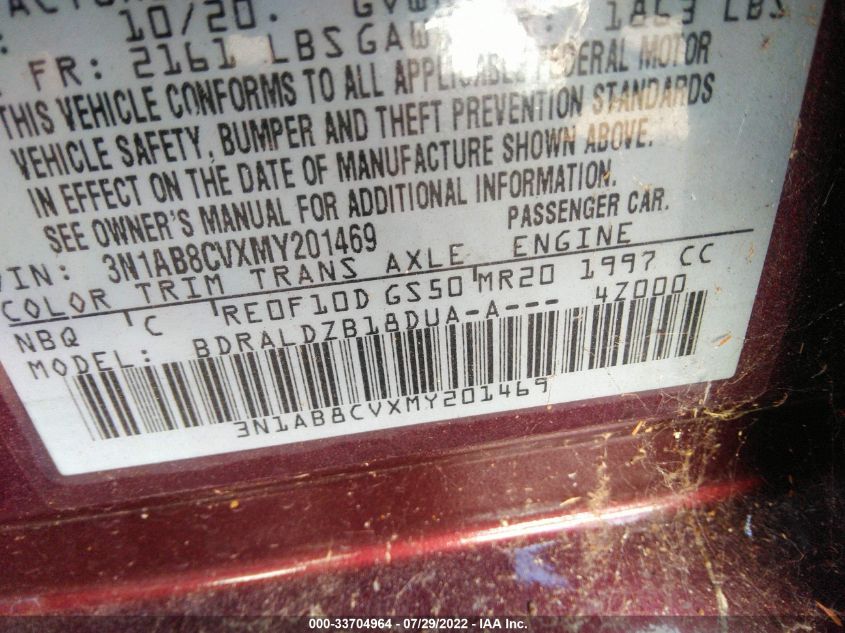 10/20. 1863 LBS
FR: 2161 LBS
THIS VEHICLE CONFORMS TO ALL APPLICABLE FEDERAL MOTOR
VEHICLE SAFETY, BUMPER AND THEFT PREVENTION STANDARDS
IN EFFECT ON THE DATE OF MANUFACTURE SHOWN ABOVE.
SEE OWNER'S MANUAL FOR ADDITIONAL INFORMATION.
3N1AB8CVXMY201469 PASSENGER CAR.
COLOR TRIM TRANS AXLE ENGINE
NBQ C RE0F10D GS50 MR20 1997 CC
MODEL: BDRALDZB18DUA-A--- 4Z000
3N1AB8CVXMY201469
000-33704964 - 07/29/2022 - IAA Inc.